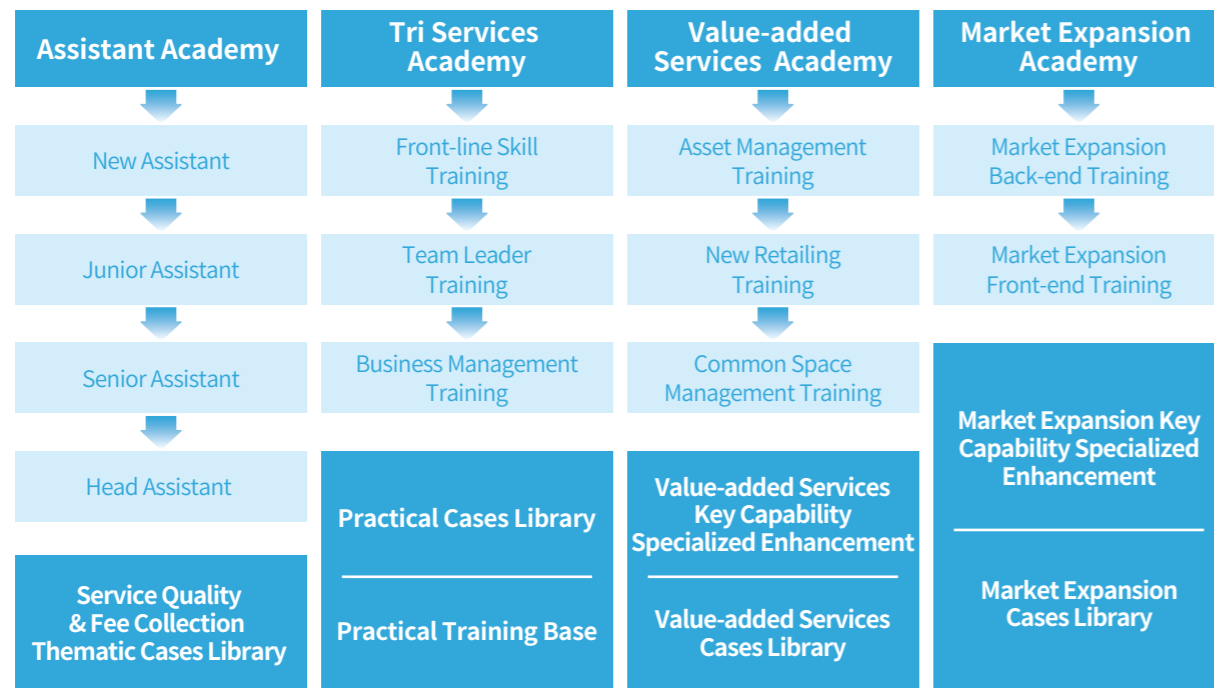 Assistant Academy
Tri Services
Academy
Value-added
Services Academy
Market Expansion
Academy
New Assistant
Front-line Skill
Training
Asset Management
Training
Market Expansion
Back-end Training
Junior Assistant
Team Leader
Training
New Retailing
Training
Market Expansion
Front-end Training
Senior Assistant
Business Management
Training
Common Space
Management Training
Head Assistant
Service Quality
& Fee Collection
Thematic Cases Library
Practical Cases Library
Practical Training Base
Value-added Services
Key Capability
Specialized Enhancement
Value-added Services
Cases Library
Market Expansion Key
Capability Specialized
Enhancement
Market Expansion
Cases Library